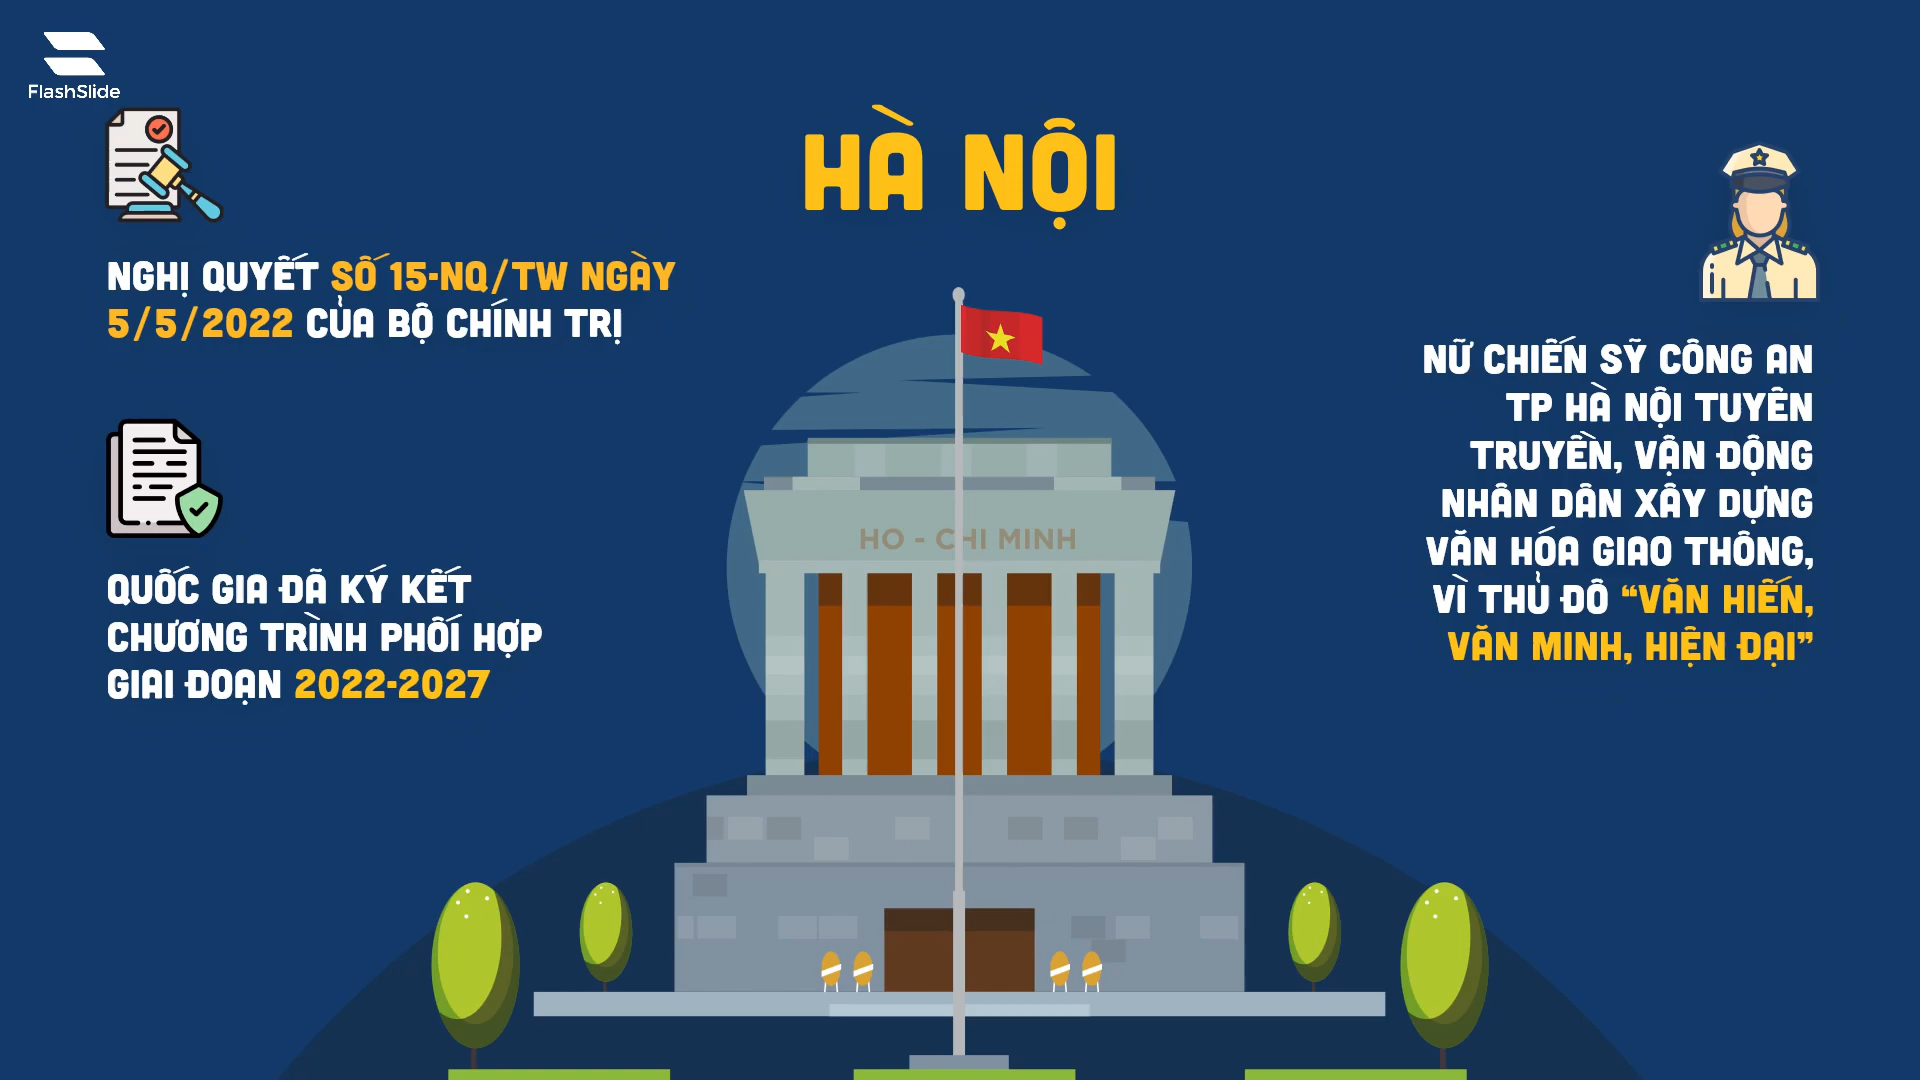 FlashSlide
HÀ NỘI
NGHỊ QUYẾT SỐ 15-NQ/TW NGÀY
5/5/2022 CỦA BỘ CHÍNH TRỊ
QUỐC GIA ĐÃ KÝ KẾT
CHƯƠNG TRÌNH PHỐI HỢP
GIAI ĐOẠN 2022-2027
NỮ CHIẾN SỸ CÔNG AN
TP HÀ NỘI TUYÊN
TRUYỀN, VẬN ĐỘNG
NHÂN DÂN XÂY DỰNG
VĂN HÓA GIAO THÔNG,
VÌ THỦ ĐÔ “VĂN HIẾN,
VĂN MINH, HIỆN ĐẠI”
HO - CHI MINH